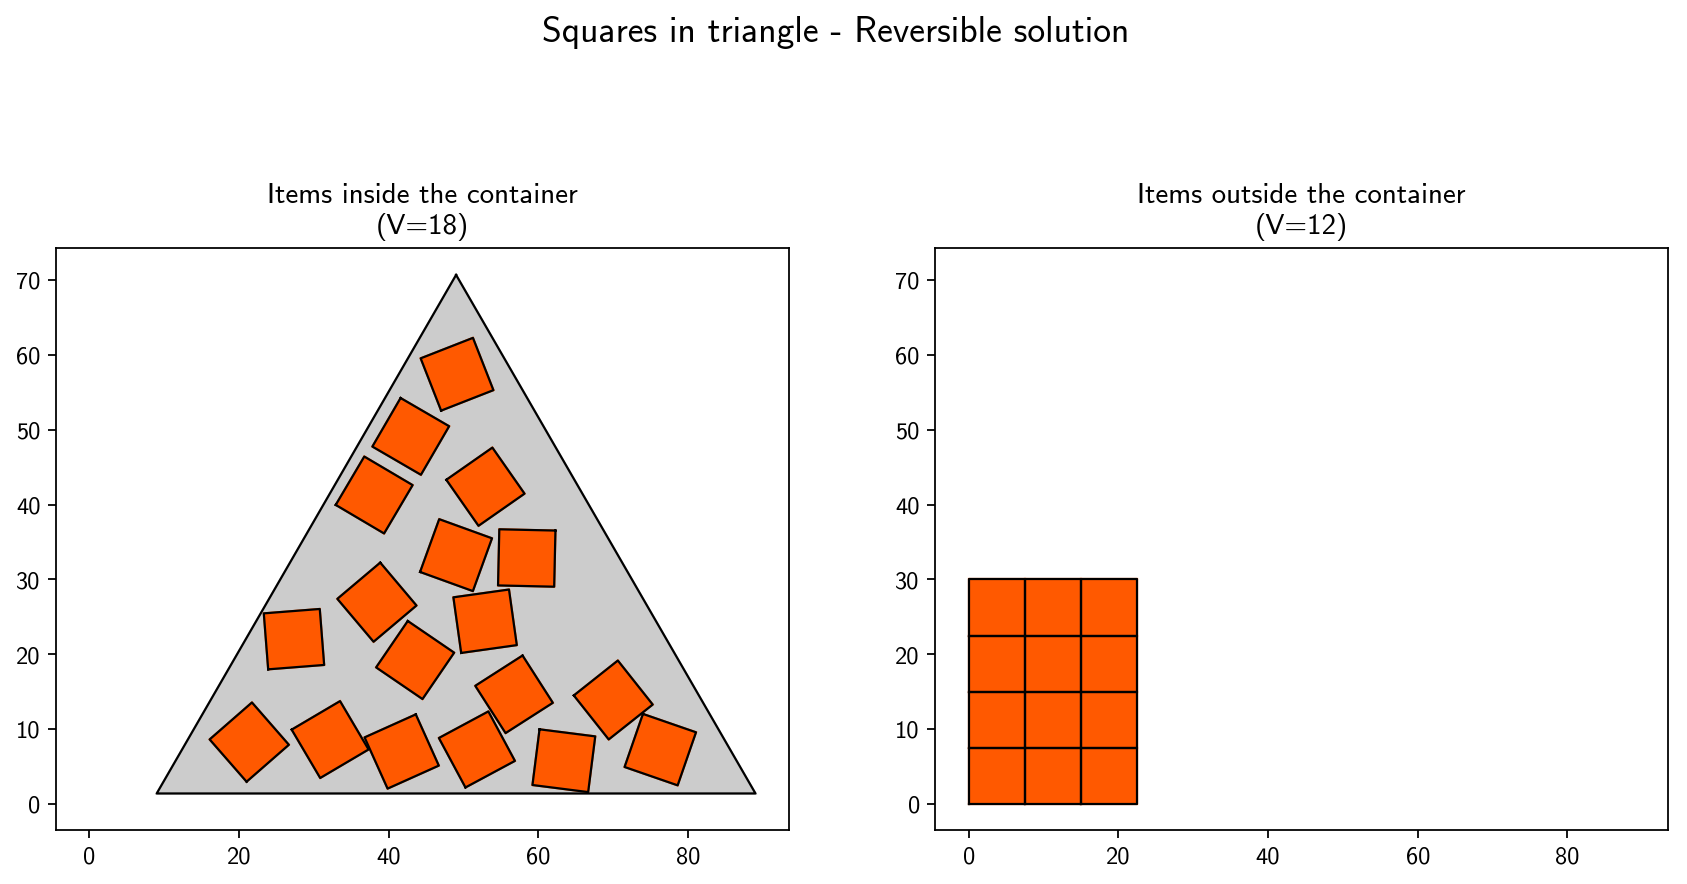 Squares in triangle - Reversible solution
Items inside the container
(V=18)
70
60
50
40
30
20
10
0
0 20 40 60 80
Items outside the container
(V=12)
70
60
50
40
30
20
10
0
0 20 40 60 80